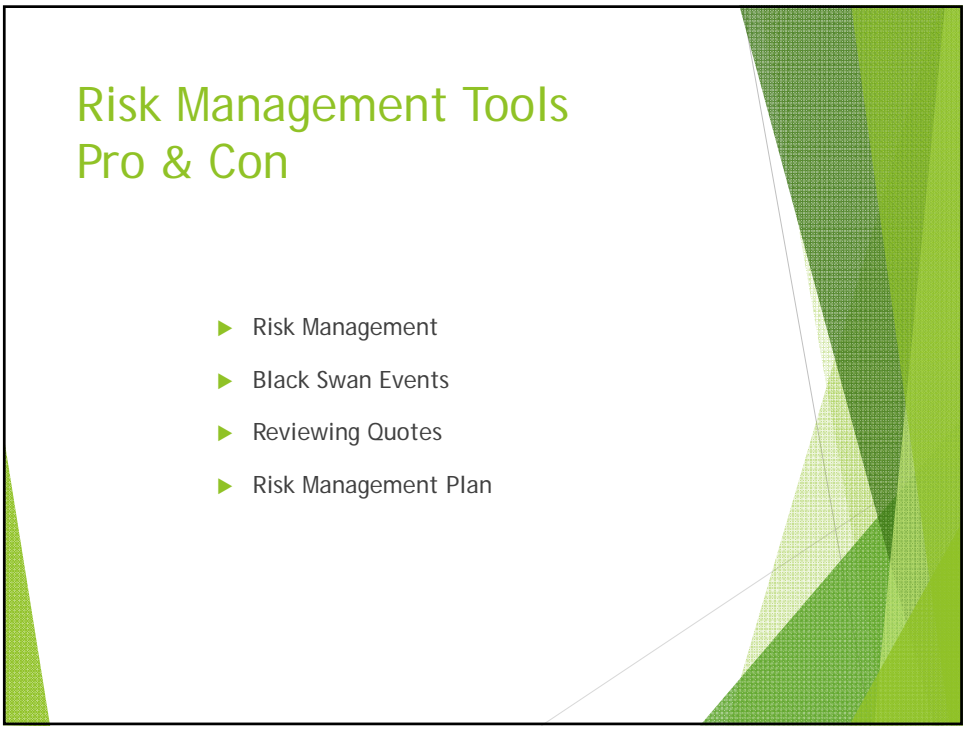 Risk Management Tools
Pro & Con
Risk Management
Black Swan Events
Reviewing Quotes
Risk Management Plan